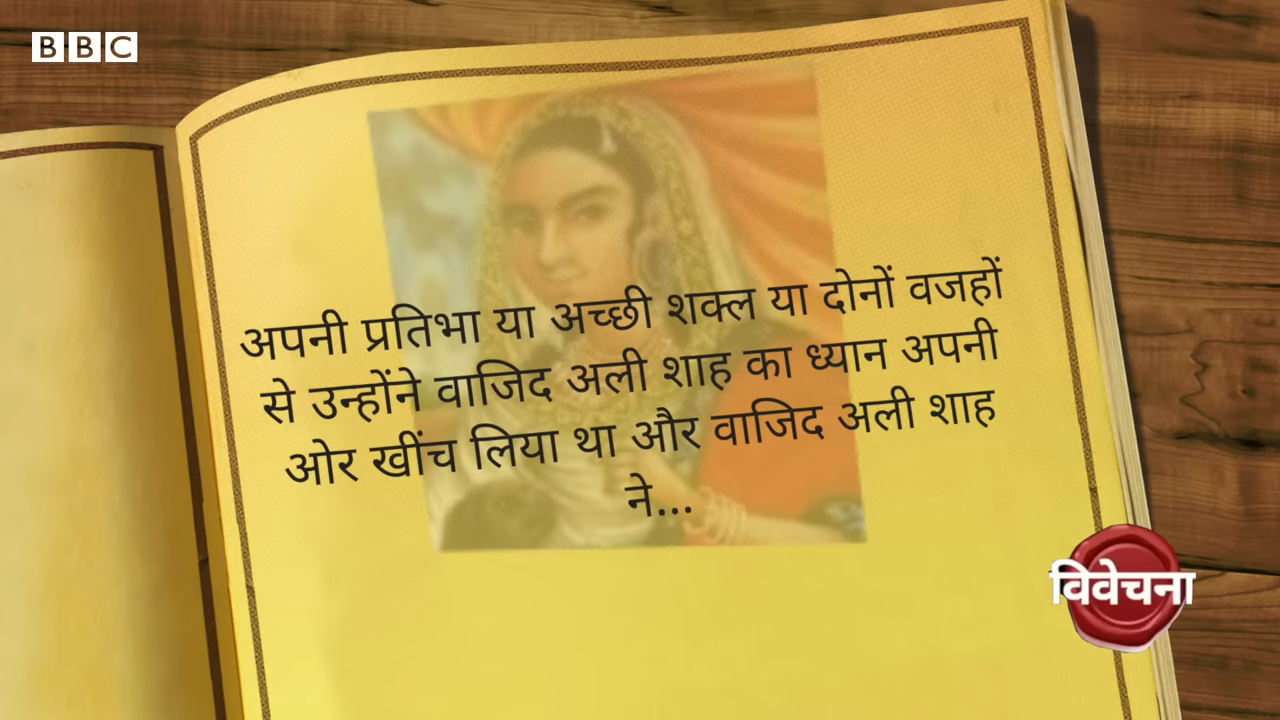 BBC
अपनी प्रतिभा या अच्छी शक्ल या दोनों वजहों
से उन्होंने वाजिद अली शाह का ध्यान अपनी
ओर खींच लिया था और वाजिद अली शाह
ने...
विवेचना